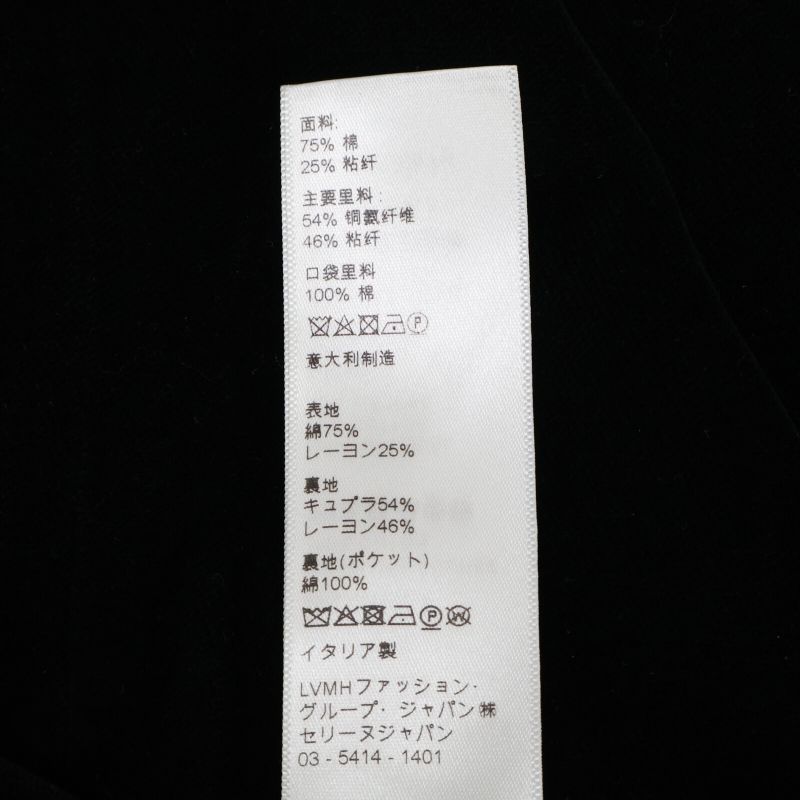 面料:
75% 棉
25% 粘纤
主要里料:
54% 铜氨纤维
46% 粘纤
口袋里料
100% 棉
P
意大利制造
表地
綿75%
レーヨン25%
裏地
キュプラ54%
レーヨン46%
裏地(ポケット)
綿100%
P W
イタリア製
LVMHファッション・
グループ・ジャパン㈱
セリーヌジャパン
03 - 5414 - 1401